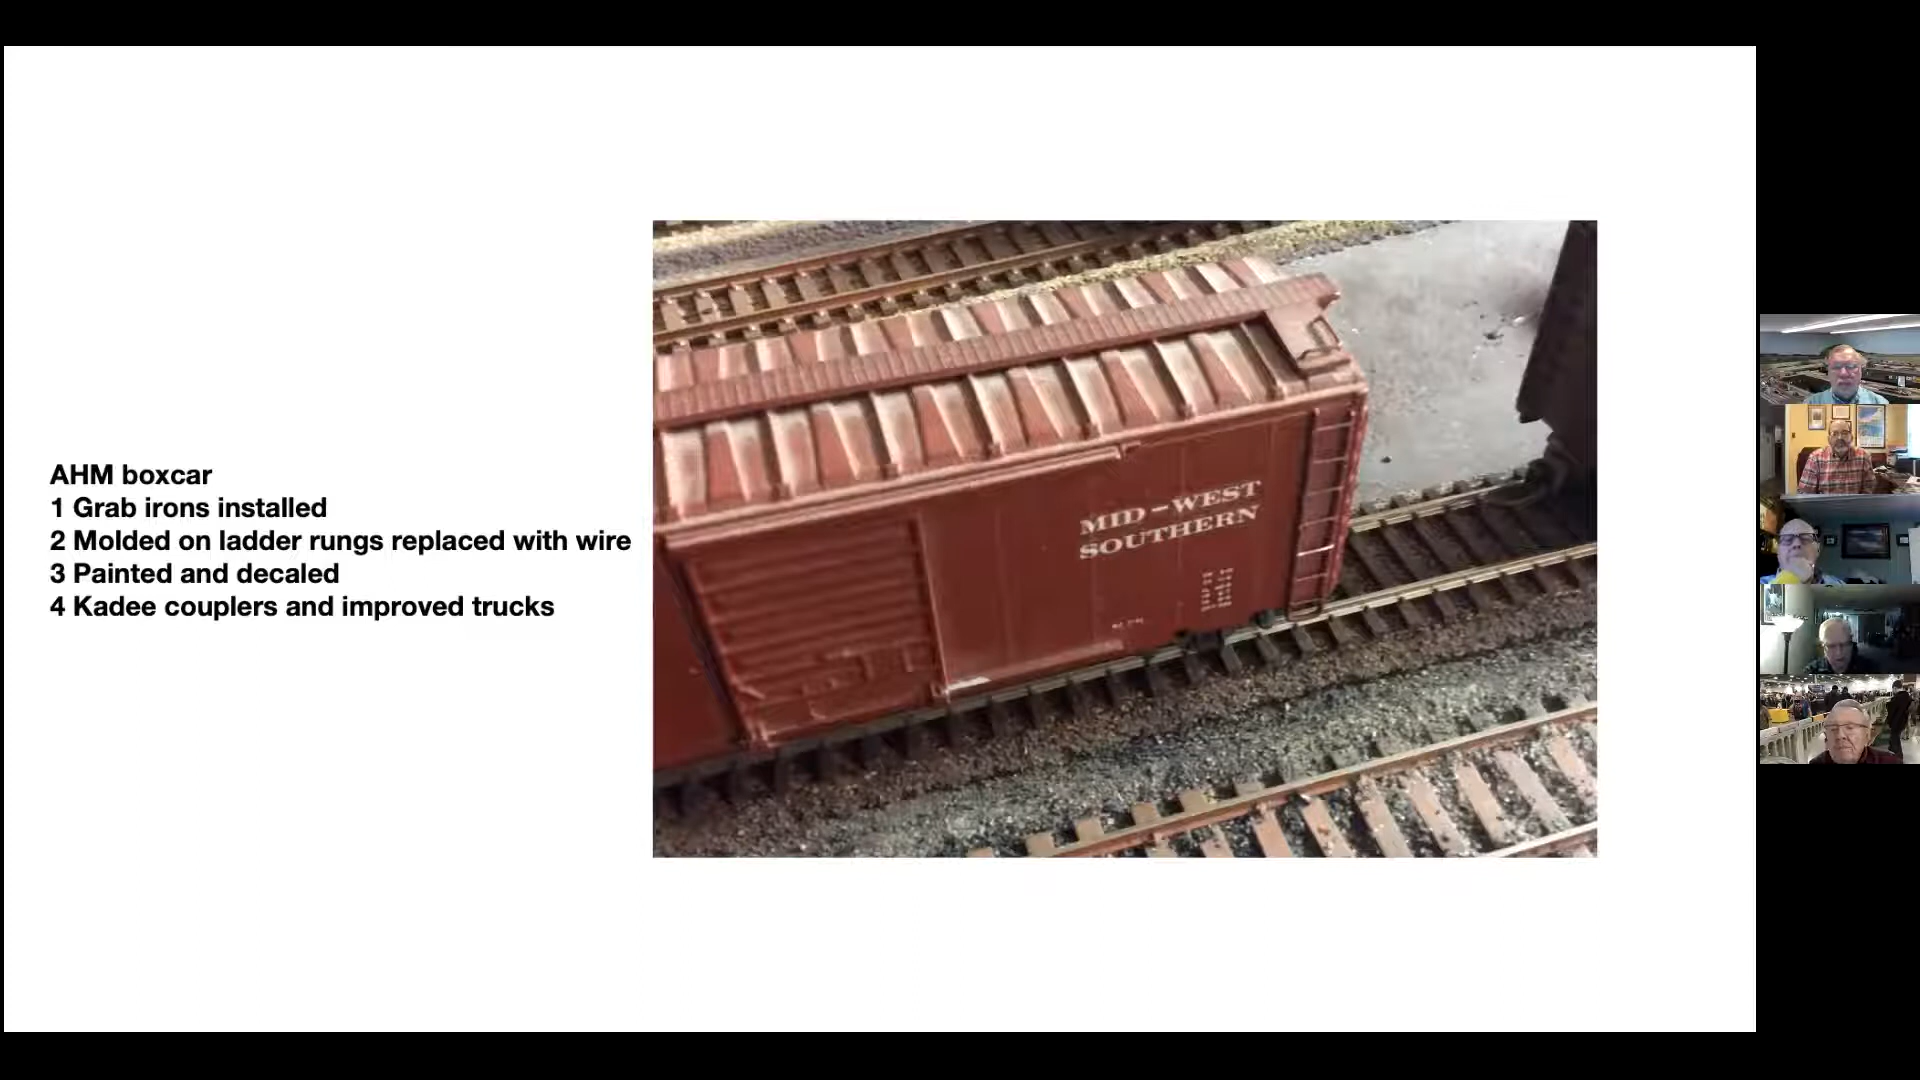 AHM boxcar
1 Grab irons installed
2 Molded on ladder rungs replaced with wire
3 Painted and decaled
4 Kadee couplers and improved trucks
MID-WEST
SOUTHERN